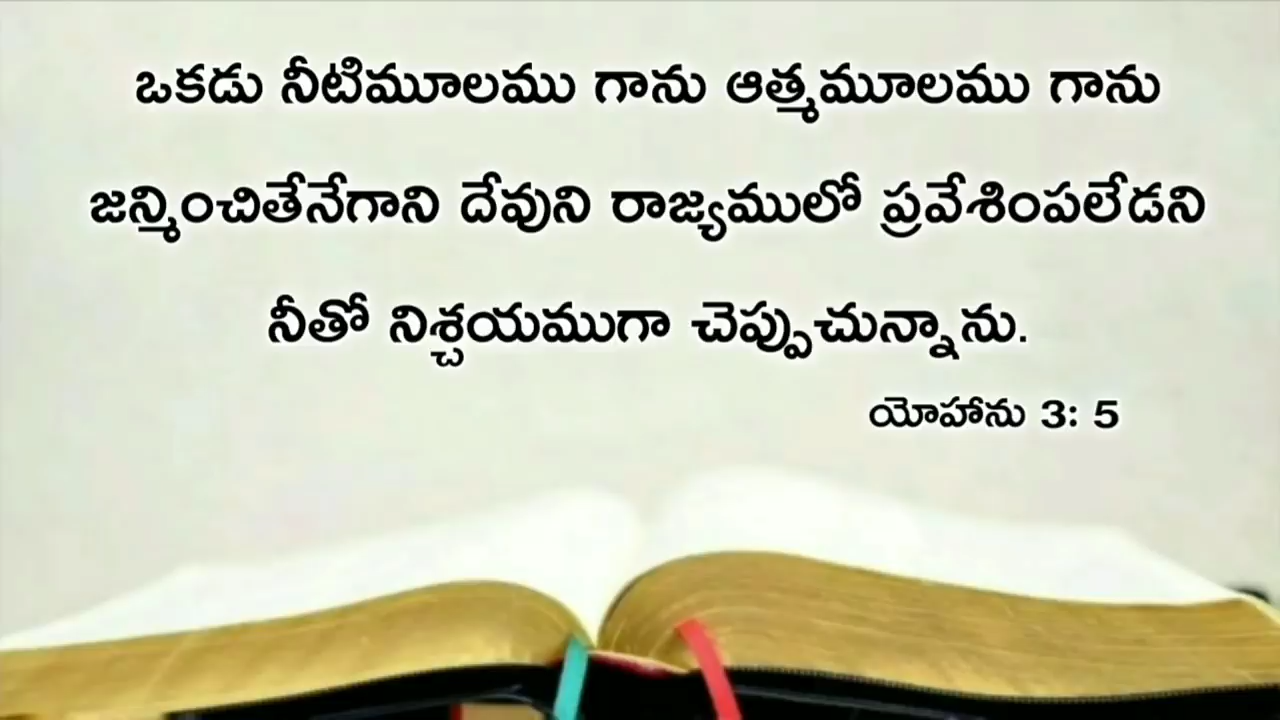 ఒకడు నీటిమూలము గాను ఆత్మమూలము గాను
జన్మించితేనేగాని దేవుని రాజ్యములో ప్రవేశింపలేడని
నీతో నిశ్చయముగా చెప్పుచున్నాను.
యోహాను 3: 5